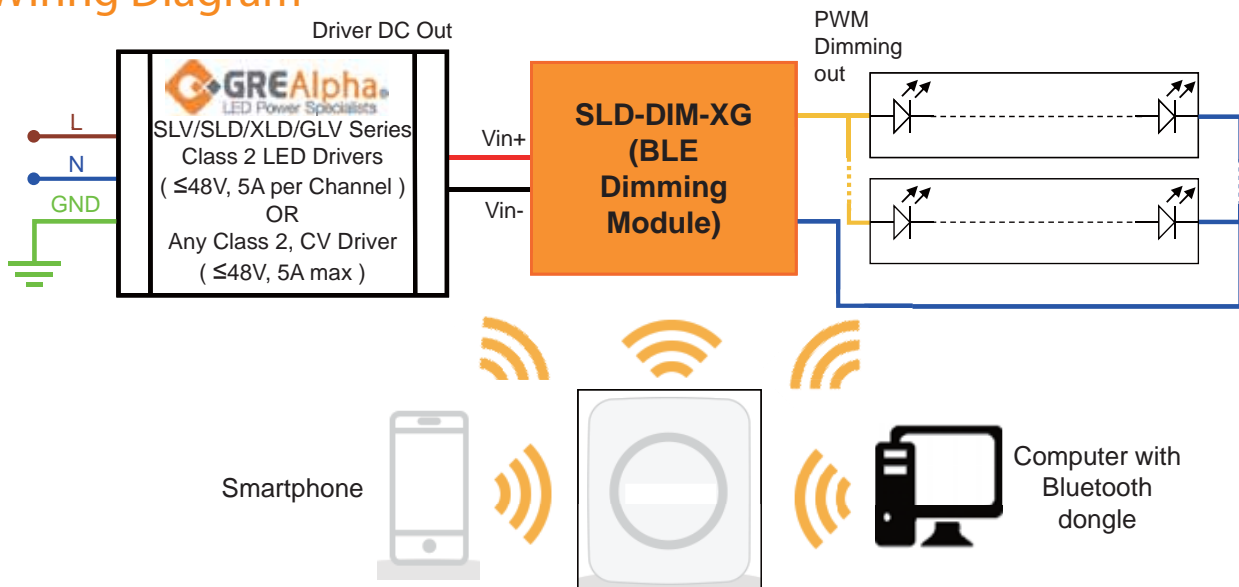 Wiring Diagram
Driver DC Out
PWM
Dimming
out
GREAlpha®
LED Power Specialists
SLV/SLD/XLD/GLV Series
Class 2 LED Drivers
( ≤48V, 5A per Channel )
OR
Any Class 2, CV Driver
( ≤48V, 5A max )
L
N
GND
Vin+
Vin-
SLD-DIM-XG
(BLE
Dimming
Module)
Smartphone
Computer with
Bluetooth
dongle